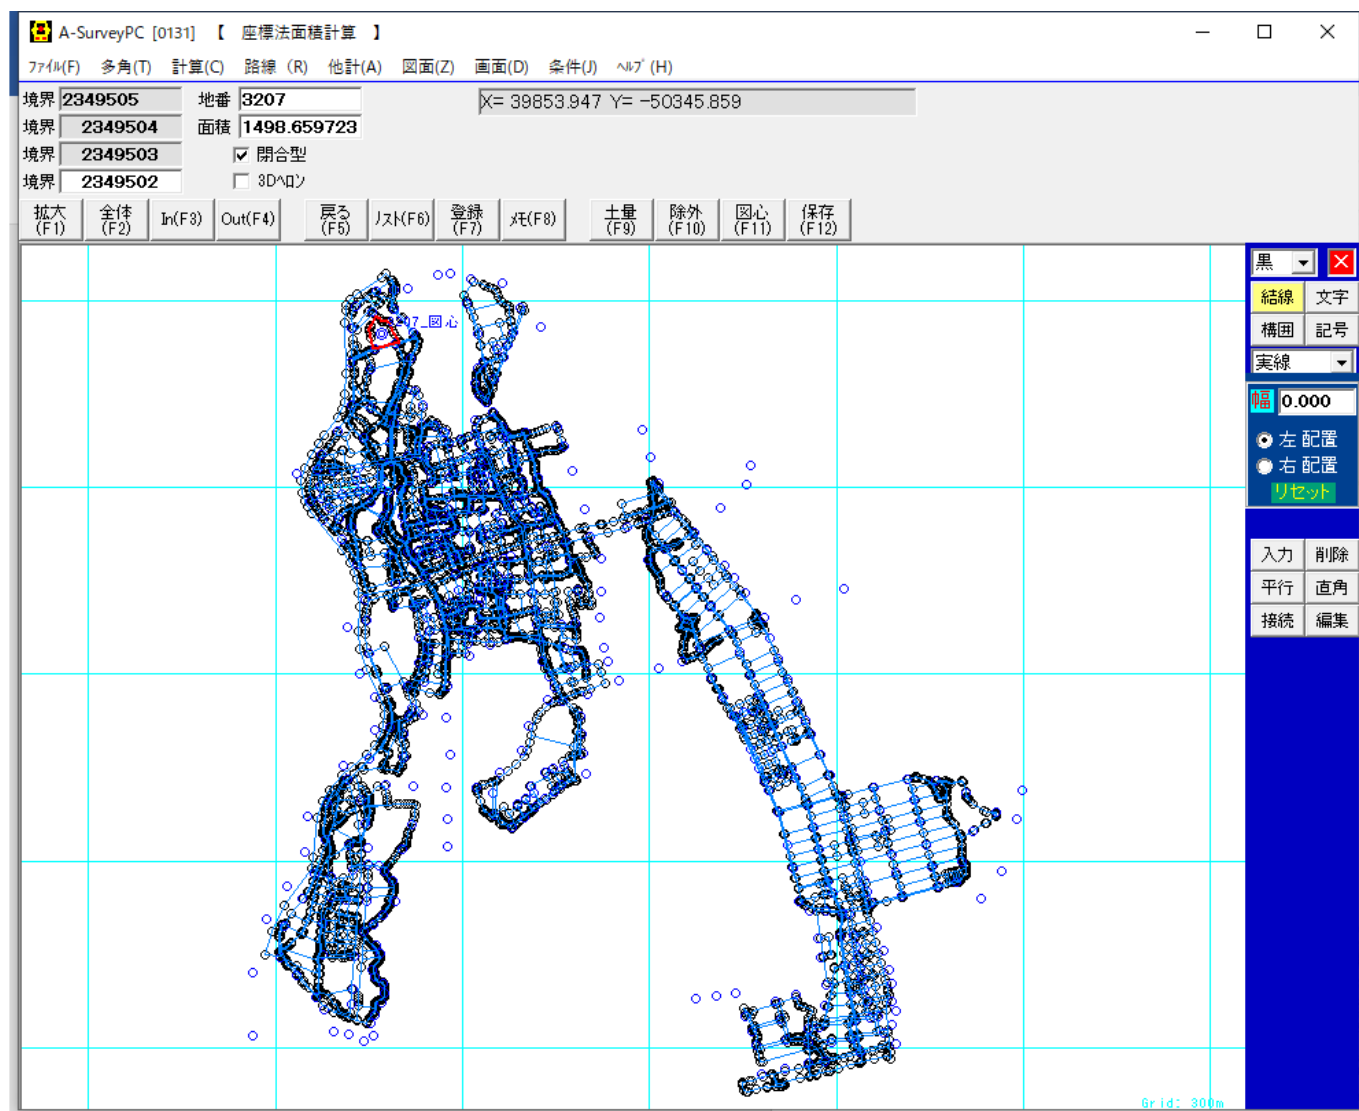 A-SurveyPC [0131] 【 座標法面積計算 】
ﾌｧｲﾙ(F) 多角(T) 計算(C) 路線（R) 他計(A) 図面(Z) 画面(D) 条件(J) ﾍﾙﾌﾟ(H)
境界 2349505 地番 3207 X= 39853.947 Y= -50345.859
境界 2349504 面積 1498.659723
境界 2349503 閉合型
境界 2349502 3Dﾍﾛﾝ
拡大(F1) 全体(F2) In(F3) Out(F4) 戻る(F5) ﾘｽﾄ(F6) 登録(F7) ﾒﾓ(F8) 土量(F9) 除外(F10) 図心(F11) 保存(F12)
黒
結線 文字
構囲 記号
実線
幅 0.000
左 配置
右 配置
リセット
入力 削除
平行 直角
接続 編集
3207_図心
Grid: 300m